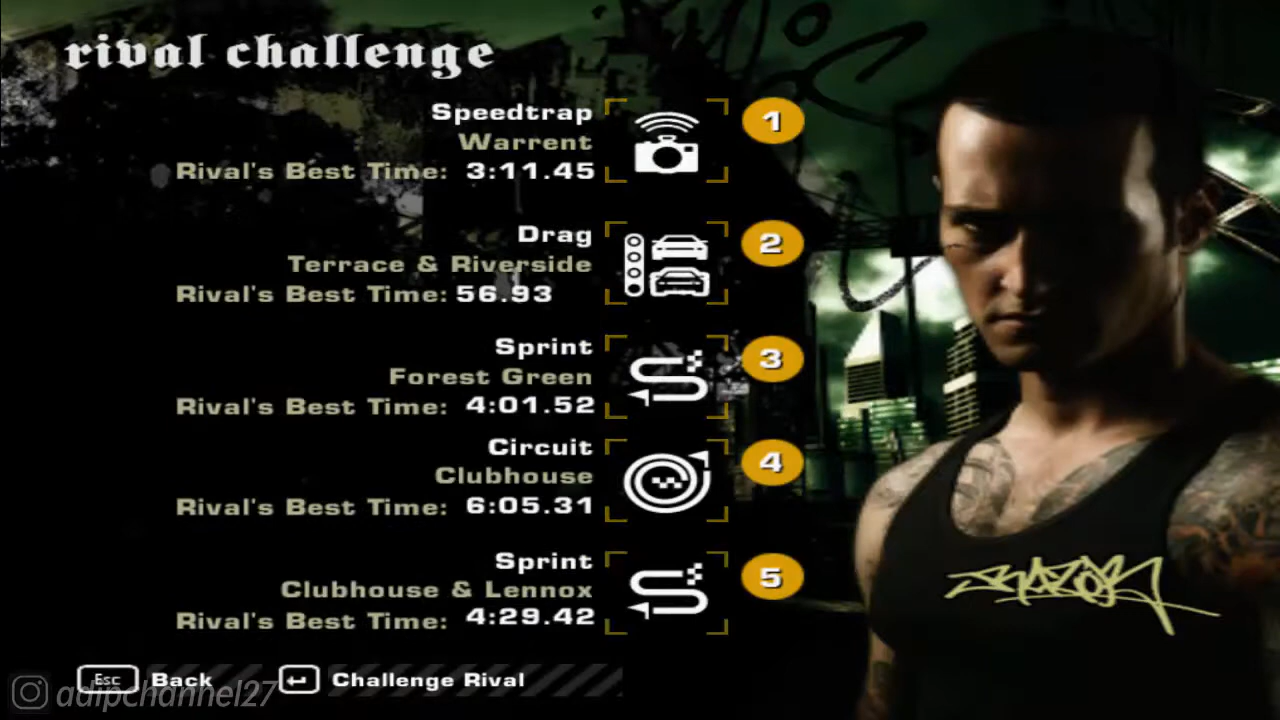 rival challenge
Speedtrap
Warrent
Rival's Best Time: 3:11.45
1
Drag
Terrace & Riverside
Rival's Best Time: 56.93
2
Sprint
Forest Green
Rival's Best Time: 4:01.52
3
Circuit
Clubhouse
Rival's Best Time: 6:05.31
4
Sprint
Clubhouse & Lennox
Rival's Best Time: 4:29.42
5
RAZOR
Esc Back
Challenge Rival
adipchannel27